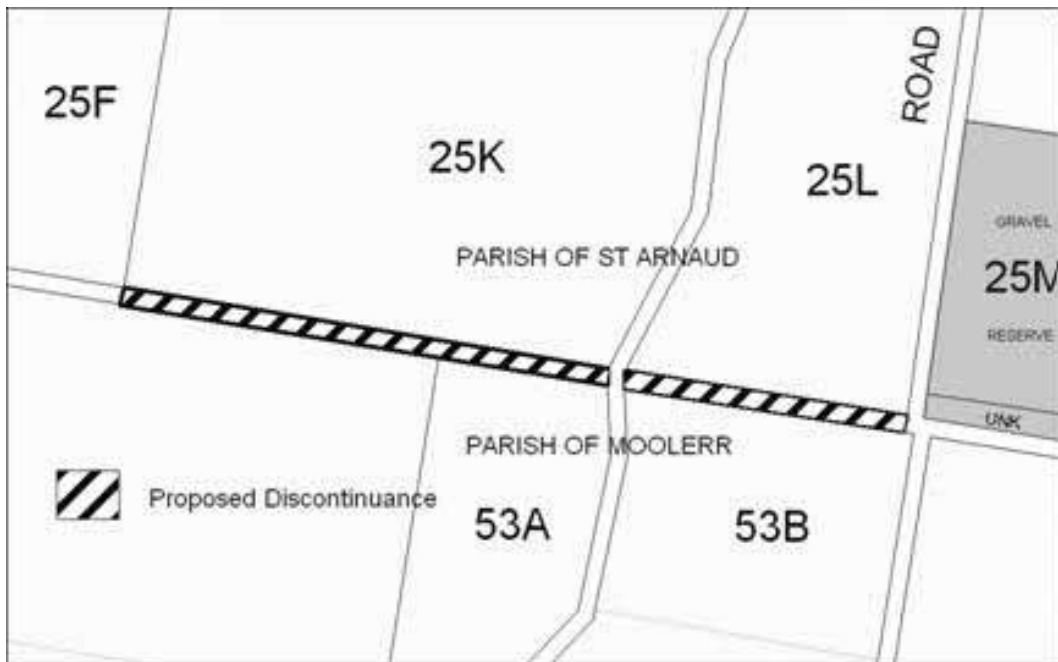 25F
25K
ROAD
25L
GRAVEL
25M
RESERVE
PARISH OF ST ARNAUD
UNK
PARISH OF MOOLERR
Proposed Discontinuance
53A
53B